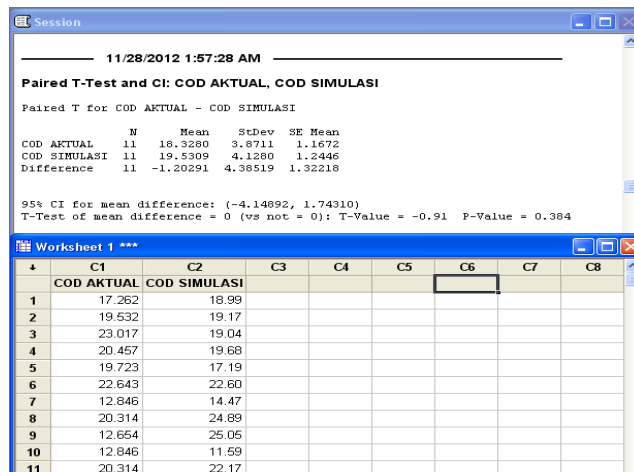 Session
11/28/2012 1:57:28 AM
Paired T-Test and CI: COD AKTUAL, COD SIMULASI
Paired T for COD AKTUAL - COD SIMULASI
N Mean StDev SE Mean
COD AKTUAL 11 18.3280 3.8711 1.1672
COD SIMULASI 11 19.5309 4.1280 1.2446
Difference 11 -1.20291 4.38519 1.32218
95% CI for mean difference: (-4.14892, 1.74310)
T-Test of mean difference = 0 (vs not = 0): T-Value = -0.91 P-Value = 0.384
Worksheet 1 ***
C1 C2 C3 C4 C5 C6 C7 C8
COD AKTUAL COD SIMULASI
1 17.262 18.99
2 19.532 19.17
3 23.017 19.04
4 20.457 19.68
5 19.723 17.19
6 22.643 22.60
7 12.846 14.47
8 20.314 24.89
9 12.654 25.05
10 12.846 11.59
11 20.314 22.17